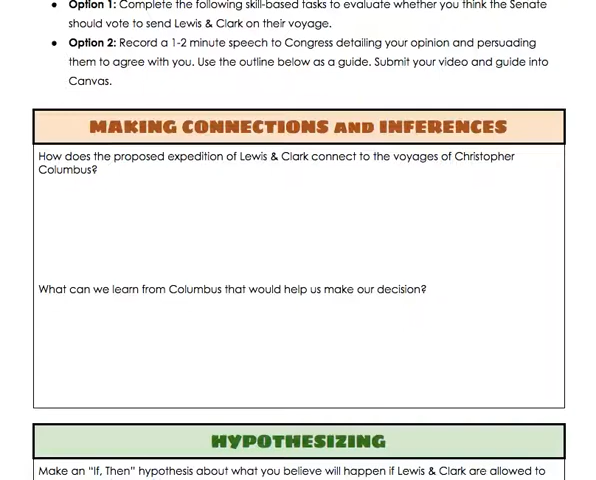 ● Option 1: Complete the following skill-based tasks to evaluate whether you think the Senate
should vote to send Lewis & Clark on their voyage.
● Option 2: Record a 1-2 minute speech to Congress detailing your opinion and persuading
them to agree with you. Use the outline below as a guide. Submit your video and guide into
Canvas.
MAKING CONNECTIONS AND INFERENCES
How does the proposed expedition of Lewis & Clark connect to the voyages of Christopher
Columbus?
What can we learn from Columbus that would help us make our decision?
HYPOTHESIZING
Make an “If, Then” hypothesis about what you believe will happen if Lewis & Clark are allowed to